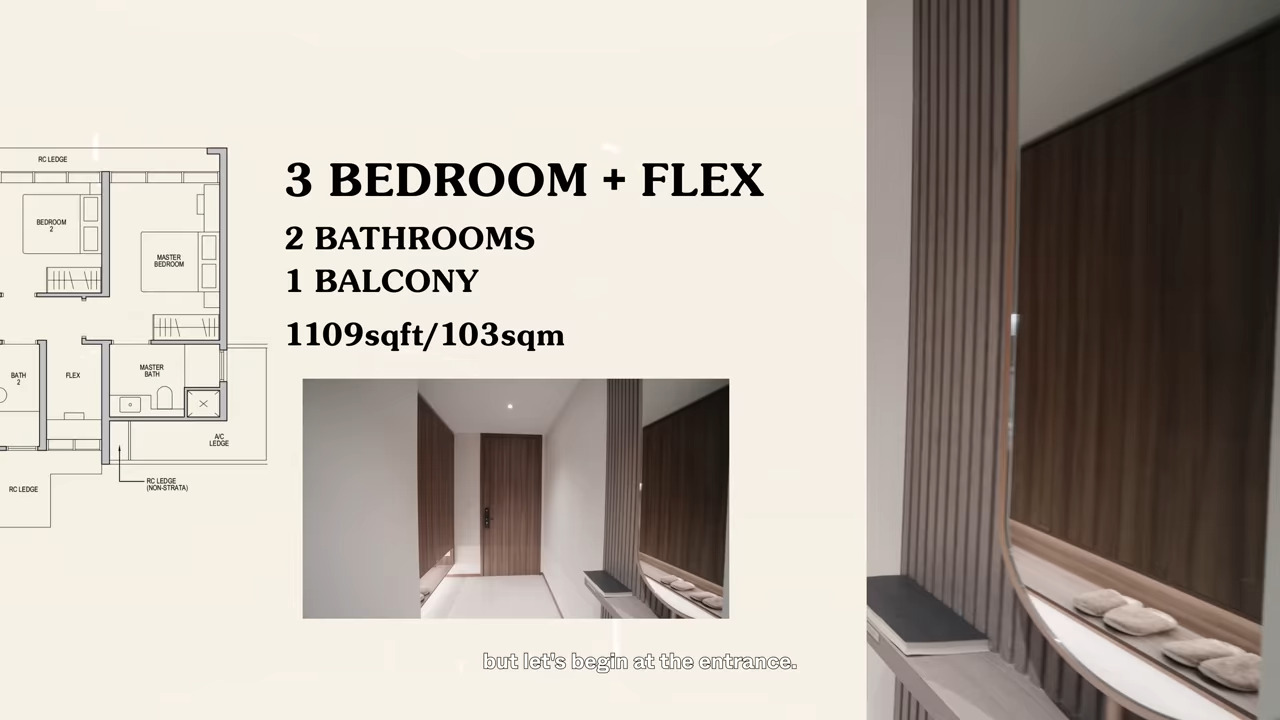 RC LEDGE
BEDROOM
2
MASTER
BEDROOM
BATH
2
FLEX
MASTER
BATH
A/C
LEDGE
RC LEDGE
RC LEDGE
(NON-STRATA)
3 BEDROOM + FLEX
2 BATHROOMS
1 BALCONY
1109sqft/103sqm
but let's begin at the entrance.